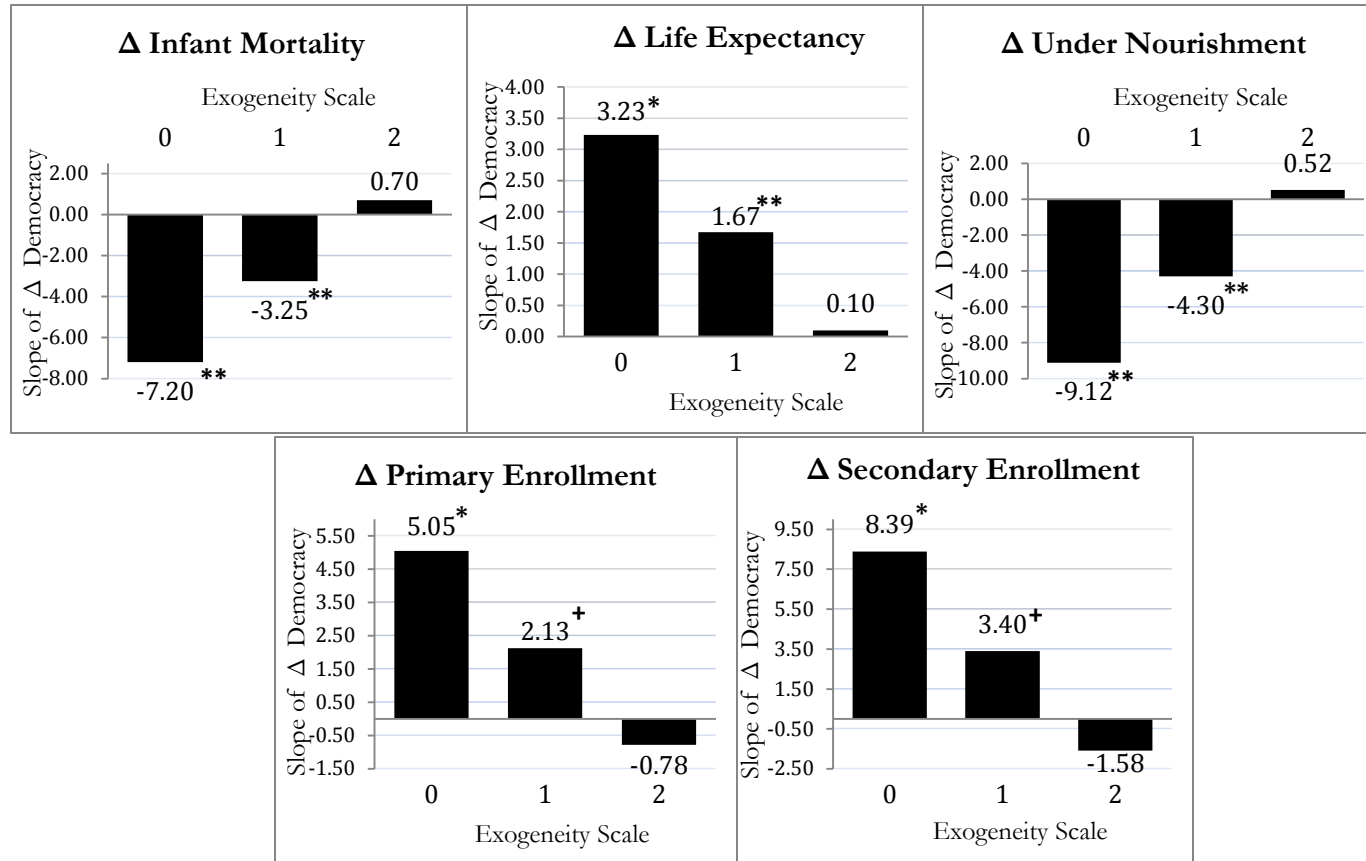 Δ Infant Mortality
Exogeneity Scale
0 1 2
Slope of Δ Democracy
2.00
0.00
-2.00
-4.00
-6.00
-8.00
0.70
-3.25**
-7.20**
Δ Life Expectancy
Slope of Δ Democracy
4.00
3.50
3.00
2.50
2.00
1.50
1.00
0.50
0.00
3.23*
1.67**
0.10
0 1 2
Exogeneity Scale
Δ Under Nourishment
Exogeneity Scale
0 1 2
Slope of Δ Democracy
2.00
0.00
-2.00
-4.00
-6.00
-8.00
-10.00
0.52
-4.30**
-9.12**
Δ Primary Enrollment
Slope of Δ Democracy
5.50
4.50
3.50
2.50
1.50
0.50
-0.50
-1.50
5.05*
2.13+
-0.78
0 1 2
Exogeneity Scale
Δ Secondary Enrollment
Slope of Δ Democracy
9.50
7.50
5.50
3.50
1.50
-0.50
-2.50
8.39*
3.40+
-1.58
0 1 2
Exogeneity Scale